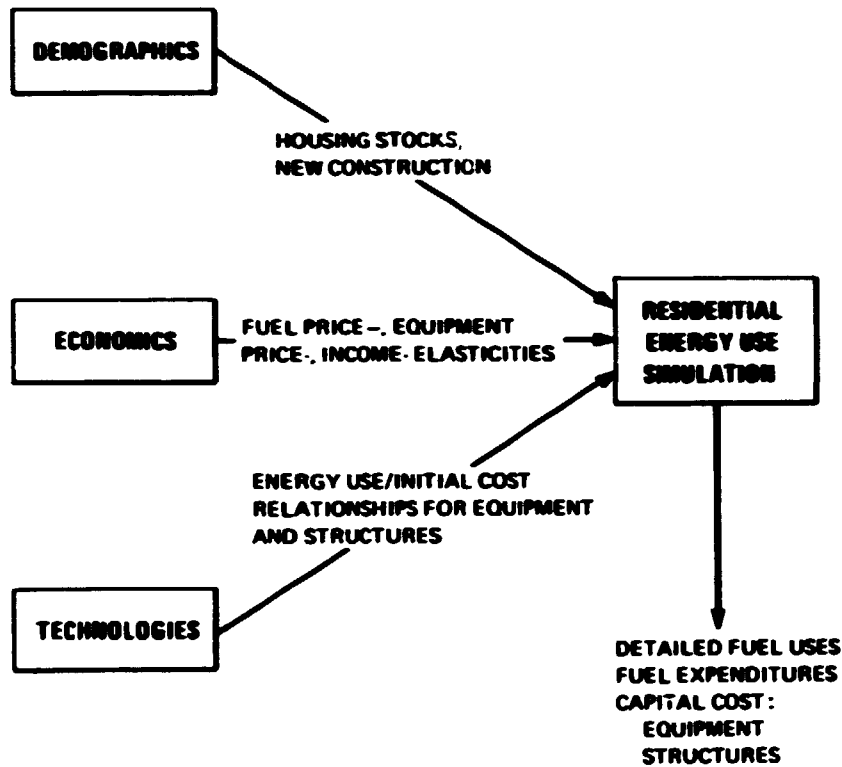 DEMOGRAPHICS
HOUSING STOCKS,
NEW CONSTRUCTION
ECONOMICS
FUEL PRICE –, EQUIPMENT
PRICE-, INCOME- ELASTICITIES
RESIDENTIAL
ENERGY USE
SIMULATION
ENERGY USE/INITIAL COST
RELATIONSHIPS FOR EQUIPMENT
AND STRUCTURES
TECHNOLOGIES
DETAILED FUEL USES
FUEL EXPENDITURES
CAPITAL COST:
EQUIPMENT
STRUCTURES